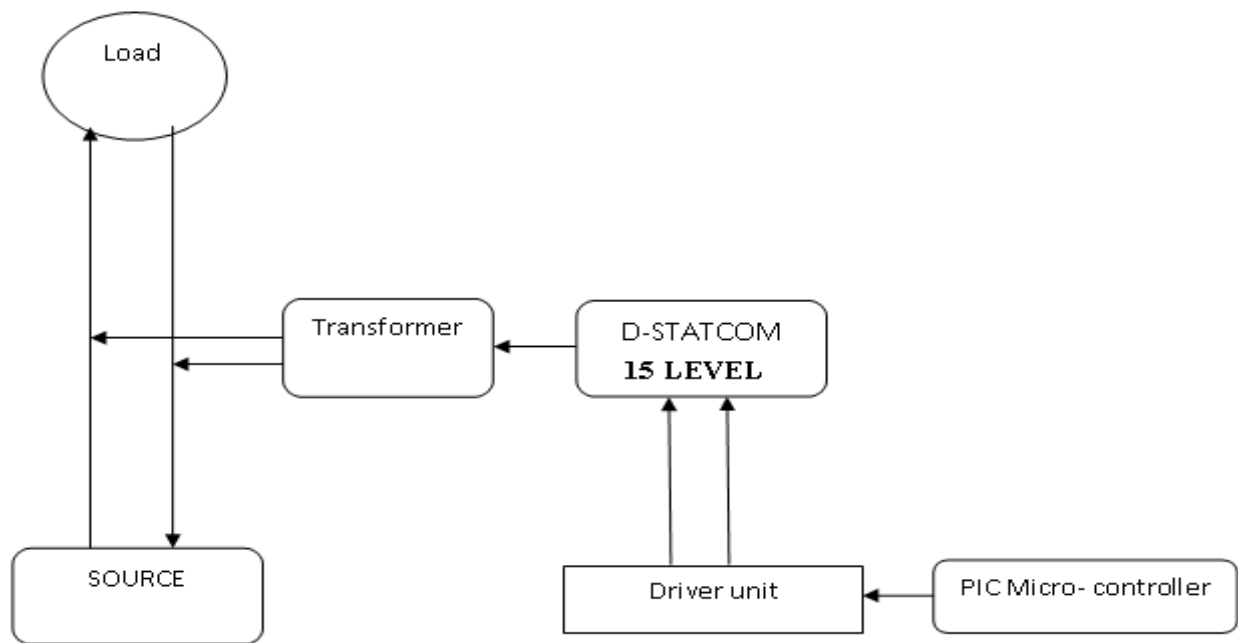 Load
Transformer
D-STATCOM
15 LEVEL
SOURCE
Driver unit
PIC Micro- controller